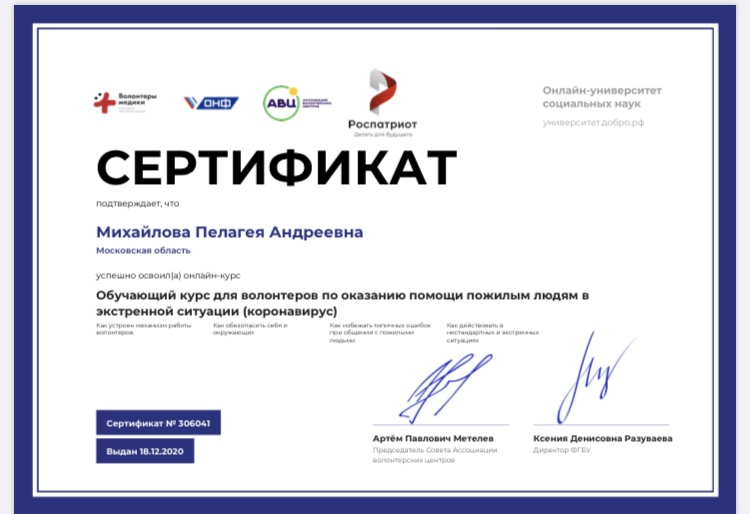 Волонтеры
медики
ОНФ
АВЦ
АССОЦИАЦИЯ
ВОЛОНТЕРСКИХ
ЦЕНТРОВ
Роспатриот
Делать для будущего
Онлайн-университет
социальных наук
университет.добро.рф
СЕРТИФИКАТ
подтверждает, что
Михайлова Пелагея Андреевна
Московская область
успешно освоил(а) онлайн-курс
Обучающий курс для волонтеров по оказанию помощи пожилым людям в
экстренной ситуации (коронавирус)
Как устроен механизм работы
волонтеров
Как обезопасить себя и
окружающих
Как избежать типичных ошибок
при общении с пожилыми
людьми
Как действовать в
нестандартных и экстренных
ситуациях
Сертификат № 306041
Выдан 18.12.2020
Артём Павлович Метелев
Председатель Совета Ассоциации
волонтерских центров
Ксения Денисовна Разуваева
Директор ФГБУ